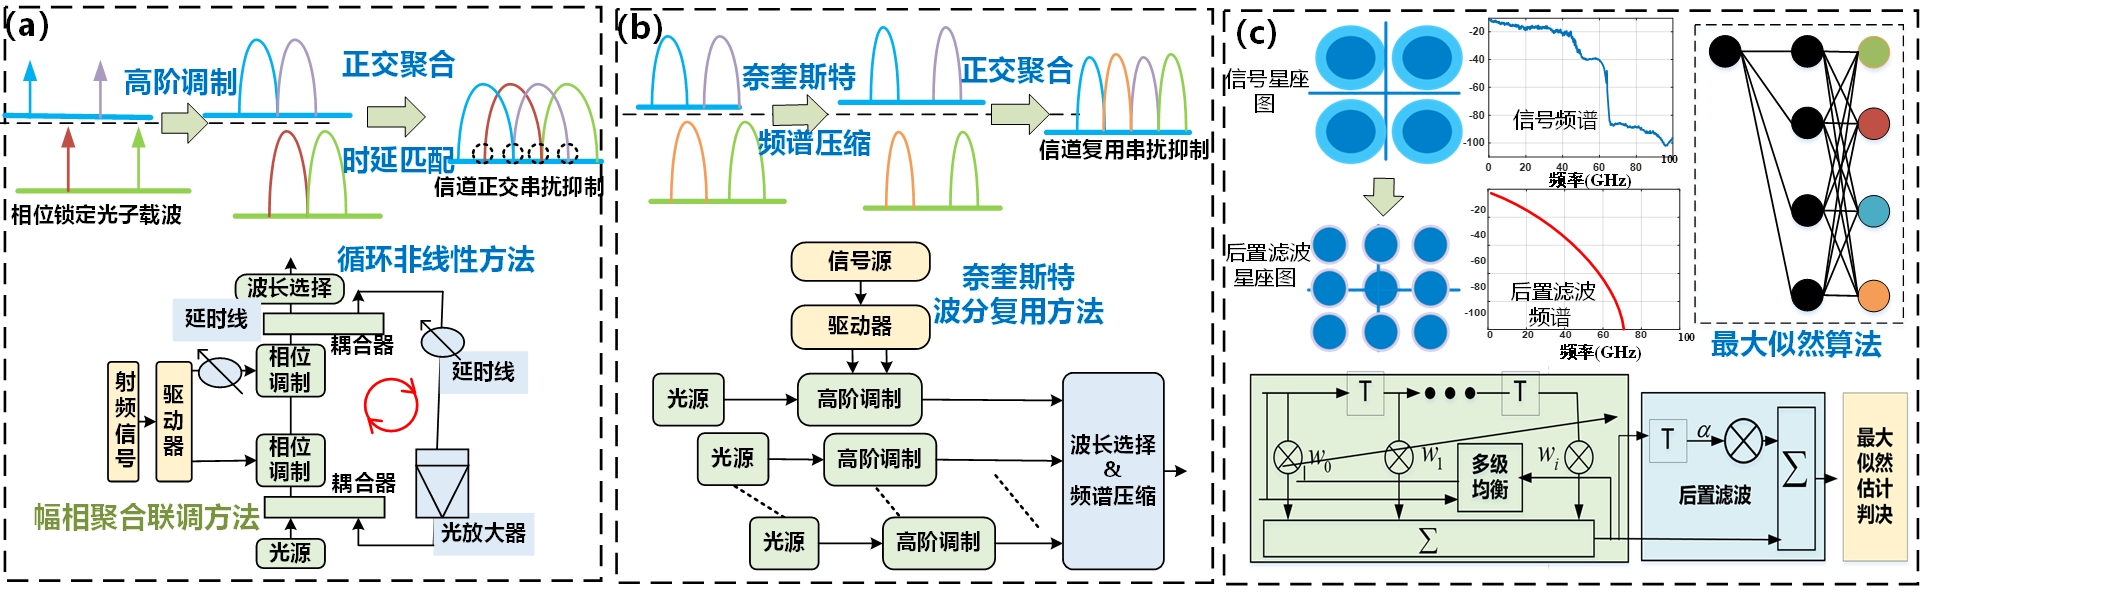 (a)
高阶调制
正交聚合
时延匹配
相位锁定光子载波
信道正交串扰抑制
循环非线性方法
波长选择
延时线
耦合器
相位
调制
延时线
射
频
信
号
驱
动
器
相位
调制
耦合器
幅相聚合联调方法
光放大器
光源
(b)
奈奎斯特
频谱压缩
正交聚合
信道复用串扰抑制
信号源
奈奎斯特
波分复用方法
驱动器
光源
高阶调制
光源
高阶调制
光源
高阶调制
波长选择
&
频谱压缩
(c)
信号星座
图
-20
-40
-60
-80
-100
信号频谱
0
20
40
60
80
100
频率(GHz)
后置滤波
星座图
-20
-40
-60
-80
-100
后置滤波
频谱
0
20
40
60
80
100
频率(GHz)
最大似然算法
T
T
w0
w1
wi
多级
均衡
∑
T
α
后置滤波
∑
最大
似然
估计
判决